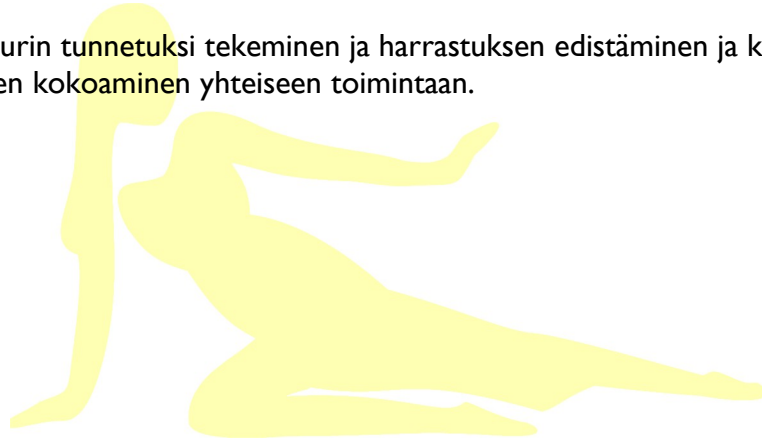 urin tunnetuksi tekeminen ja harrastuksen edistäminen ja k
en kokoaminen yhteiseen toimintaan.